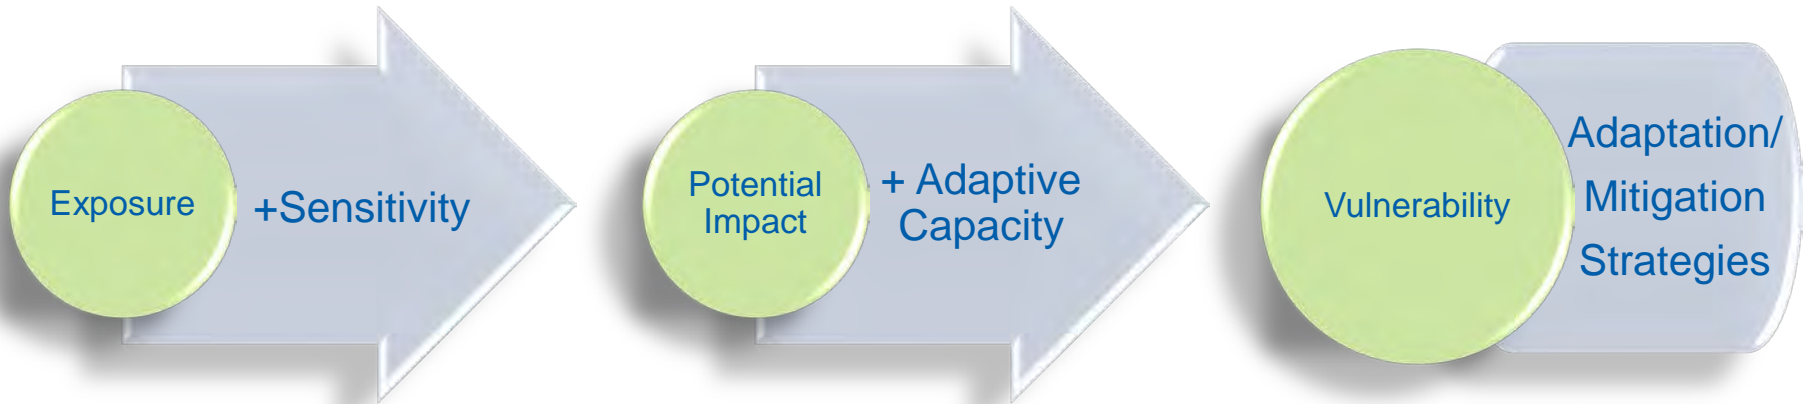 Exposure
+Sensitivity
Potential
Impact
+ Adaptive
Capacity
Vulnerability
Adaptation/
Mitigation
Strategies